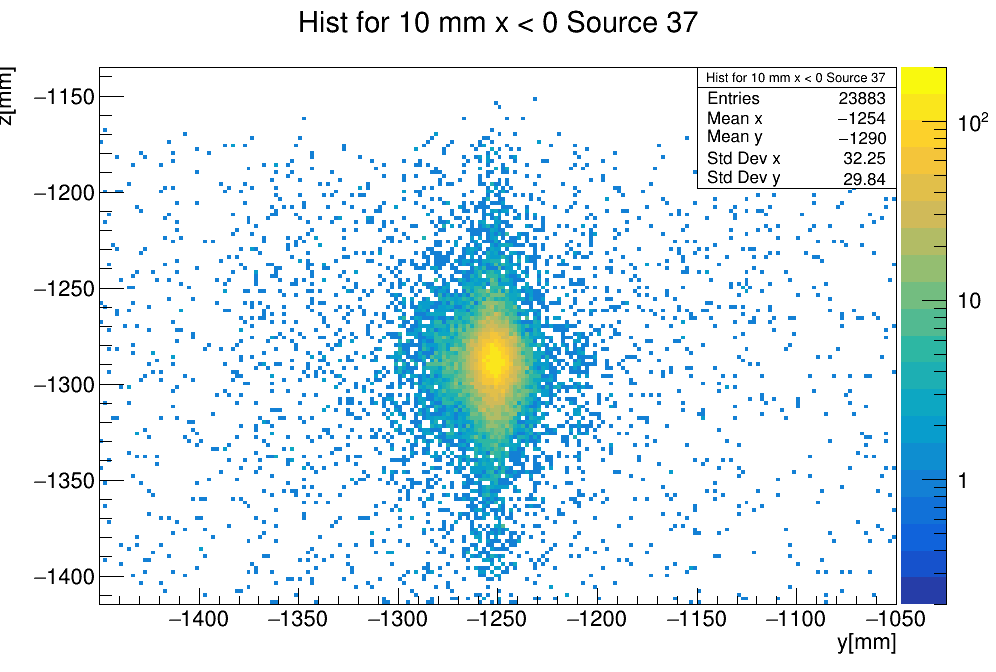 Hist for 10 mm x < 0 Source 37
z[mm]
Hist for 10 mm x < 0 Source 37
Entries 23883
Mean x −1254
Mean y −1290
Std Dev x 32.25
Std Dev y 29.84
−1150
−1200
−1250
−1300
−1350
−1400
10²
10
1
−1400 −1350 −1300 −1250 −1200 −1150 −1100 −1050
y[mm]